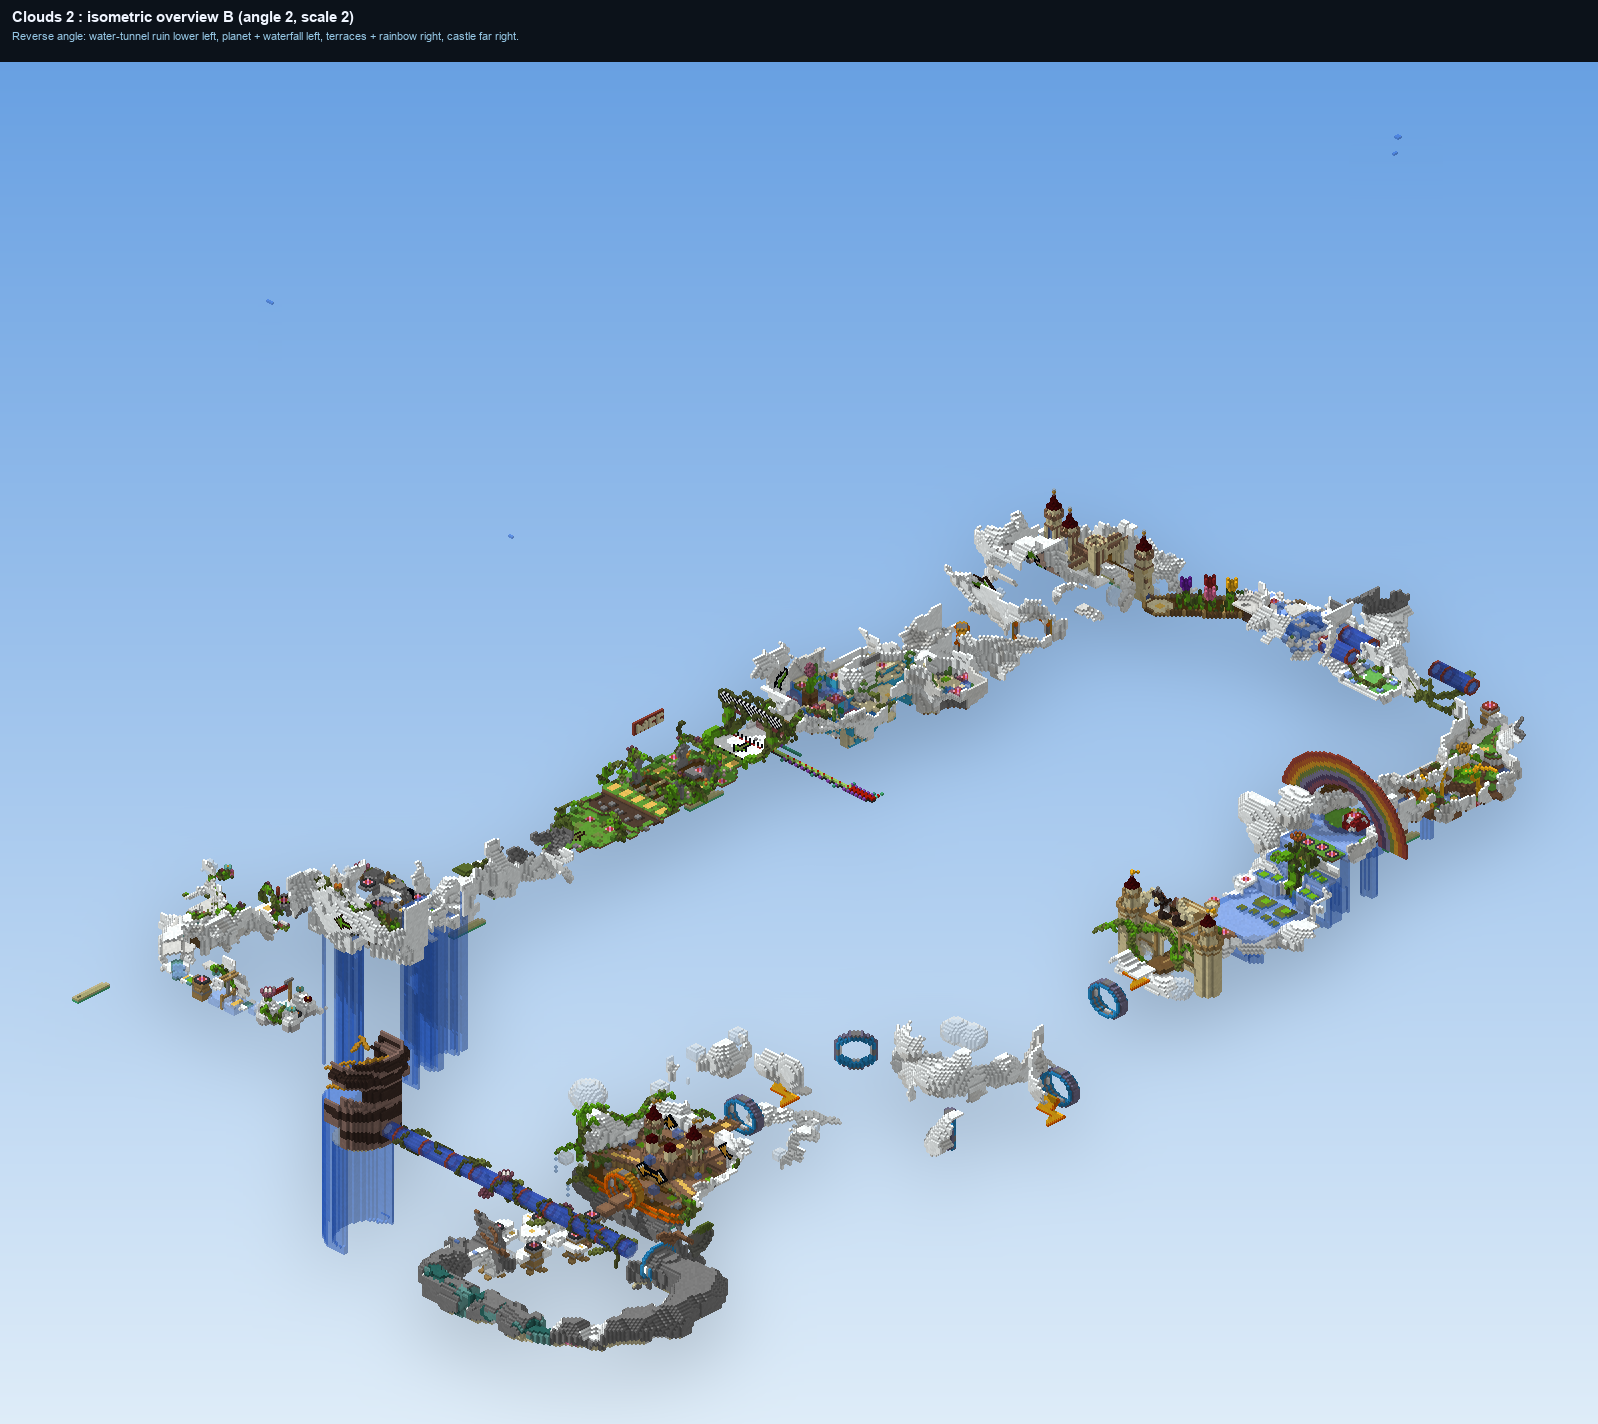 Clouds 2 : isometric overview B (angle 2, scale 2)
Reverse angle: water-tunnel ruin lower left, planet + waterfall left, terraces + rainbow right, castle far right.